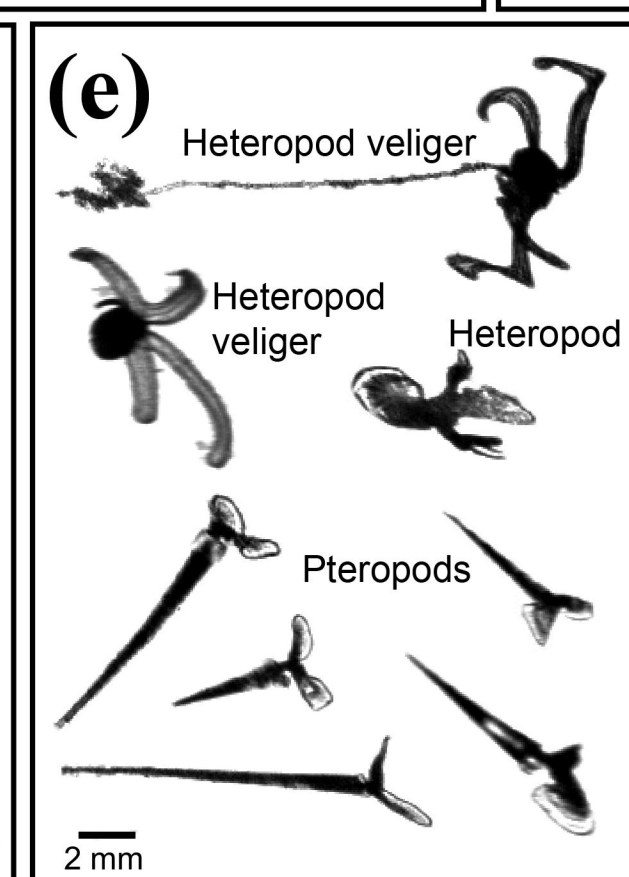 (e)
Heteropod veliger
Heteropod
veliger
Heteropod
Pteropods
2 mm